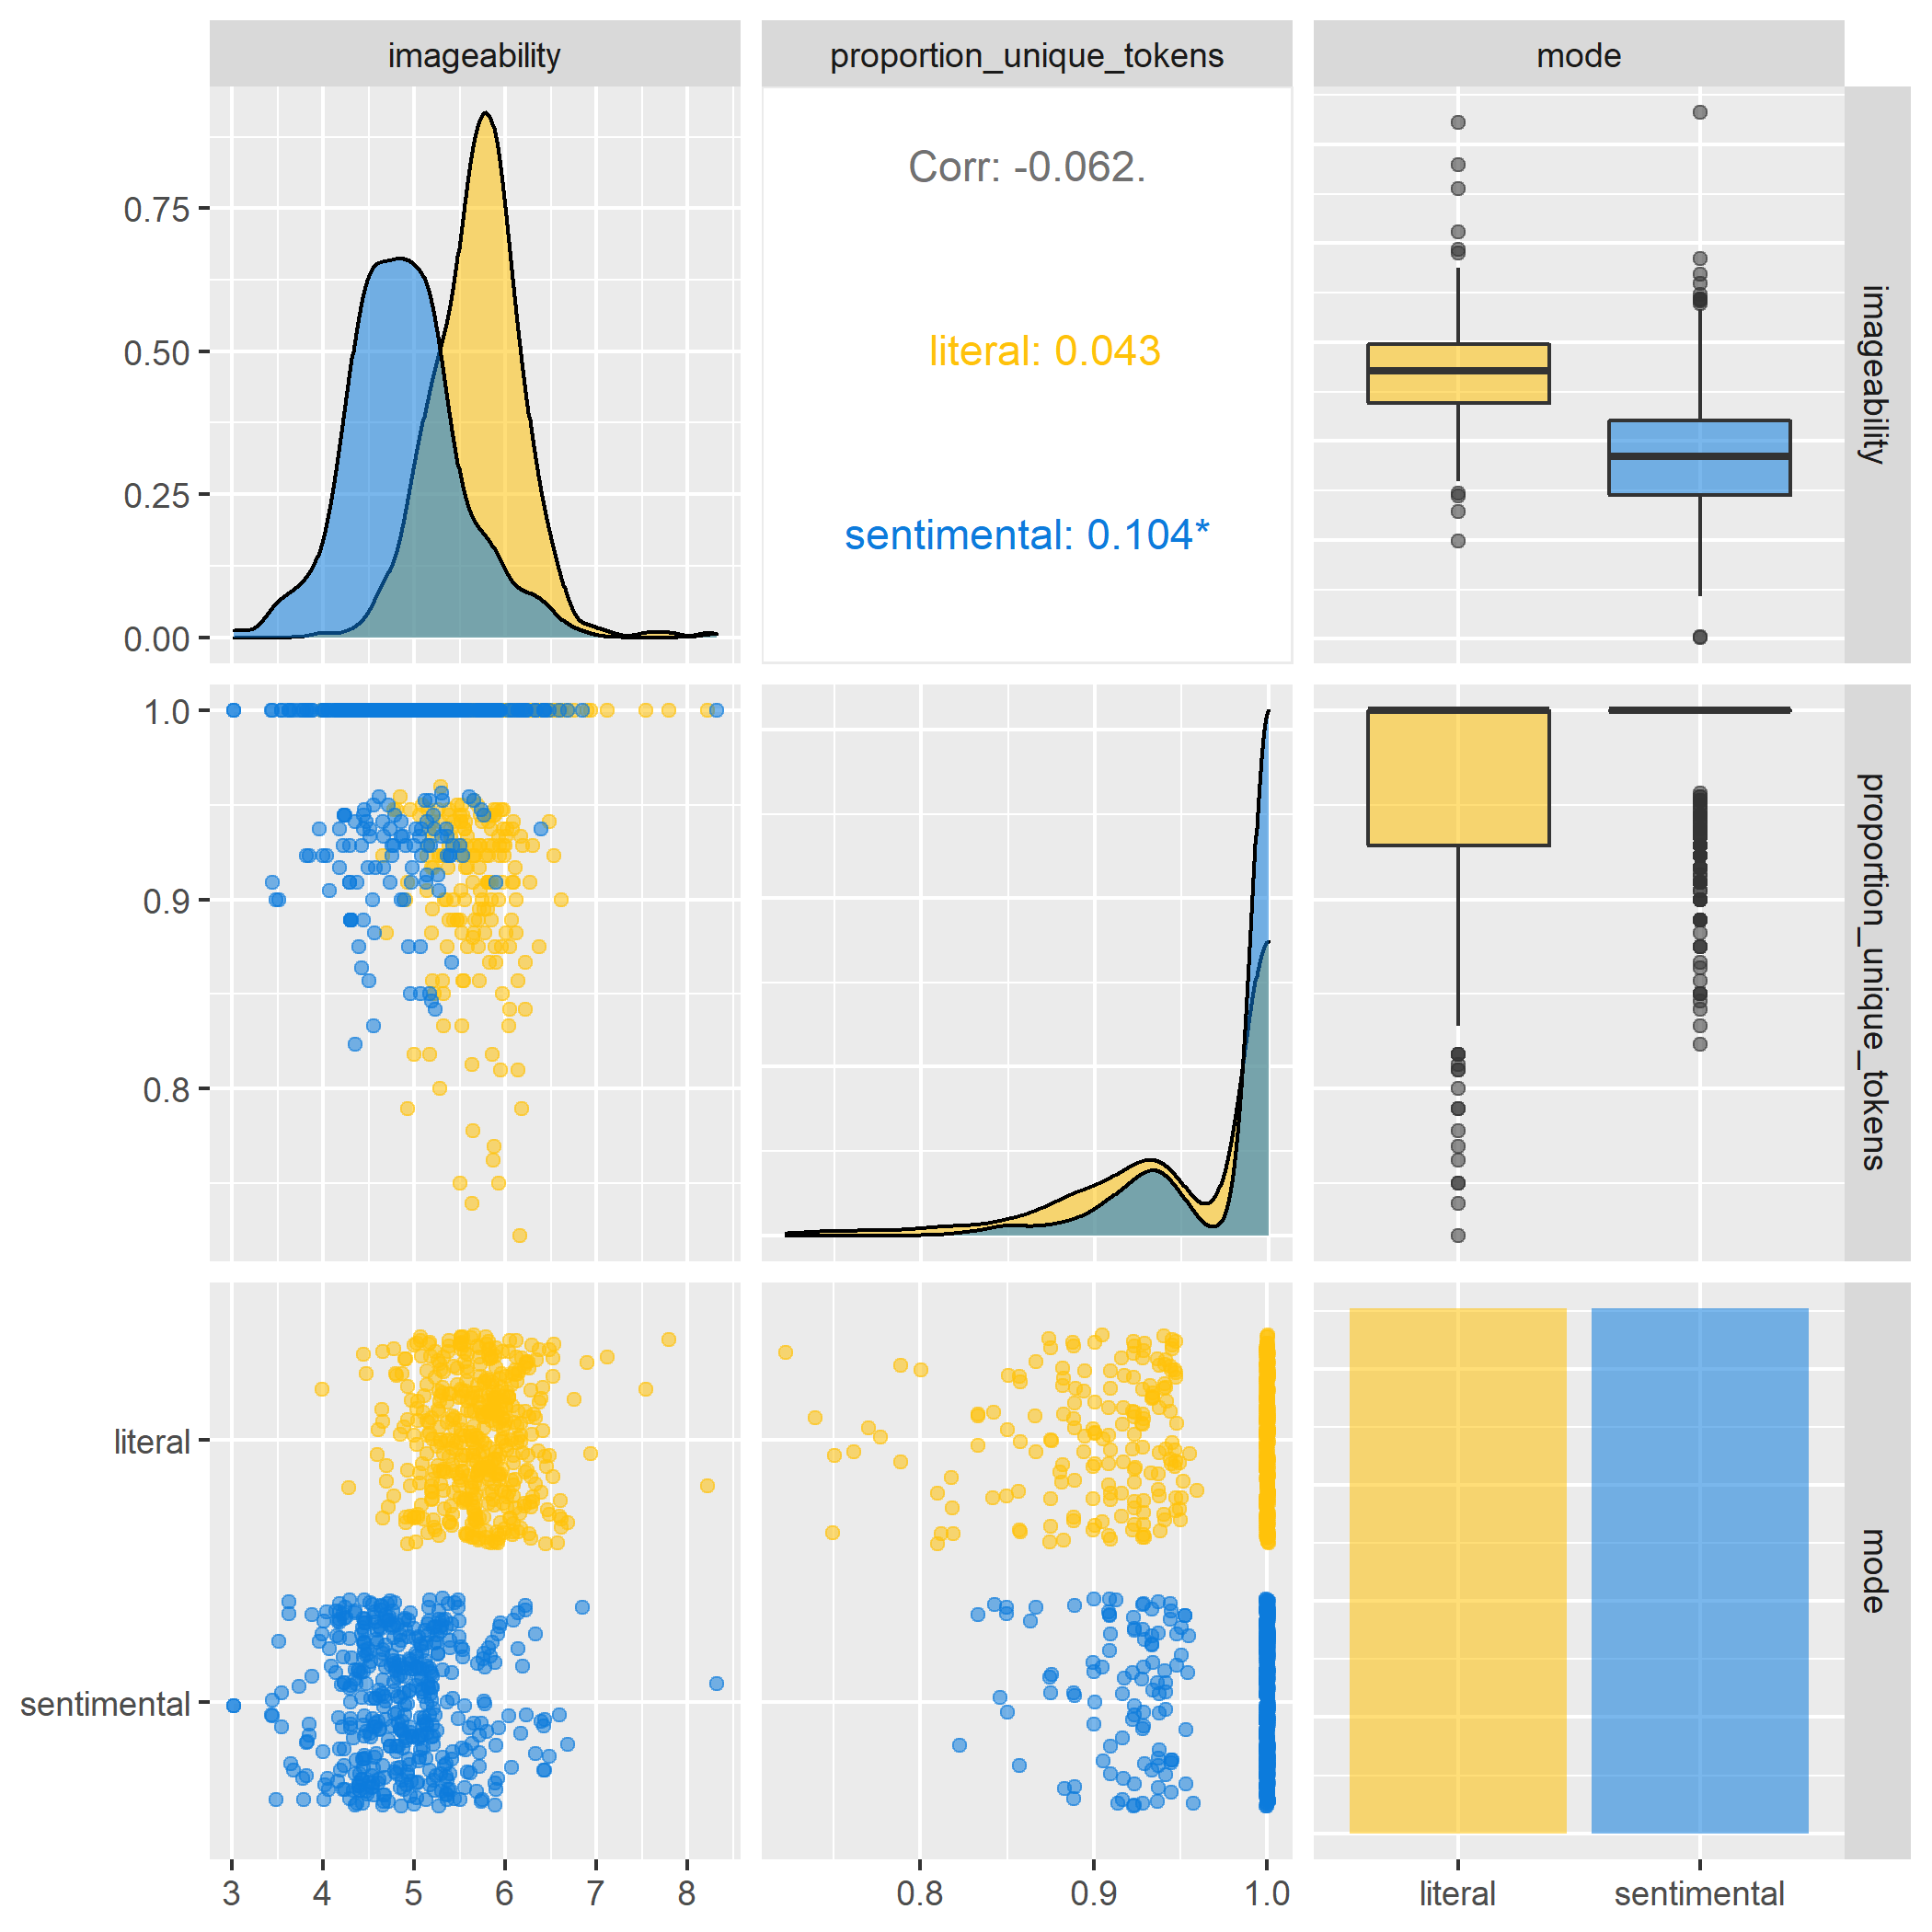 imageability proportion_unique_tokens mode
0.75
0.50
0.25
0.00
Corr: -0.062.
literal: 0.043
sentimental: 0.104*
imageability
1.0
0.9
0.8
proportion_unique_tokens
literal
sentimental
mode
3 4 5 6 7 8
0.8 0.9 1.0
literal sentimental